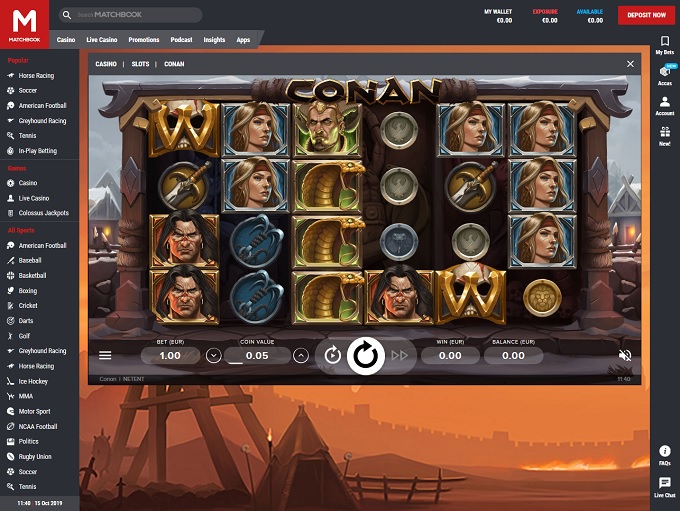 M
MATCHBOOK
Search MATCHBOOK
MY WALLET
€0.00
EXPOSURE
€0.00
AVAILABLE
€0.00
DEPOSIT NOW
Casino
Live Casino
Promotions
Podcast
Insights
Apps
Popular
Horse Racing
Soccer
American Football
Greyhound Racing
Tennis
In-Play Betting
Games
Casino
Live Casino
Colossus Jackpots
All Sports
American Football
Baseball
Basketball
Boxing
Cricket
Darts
Golf
Greyhound Racing
Horse Racing
Ice Hockey
MMA
Motor Sport
NCAA Football
Politics
Rugby Union
Soccer
Tennis
11:40 15 Oct 2019
CASINO | SLOTS | CONAN
CONAN
W
W
BET (EUR)
1.00
COIN VALUE
0.05
WIN (EUR)
0.00
BALANCE (EUR)
0.00
Conan | NETENT
11:40
My Bets
NEW
Accas
Account
New!
FAQs
Live Chat